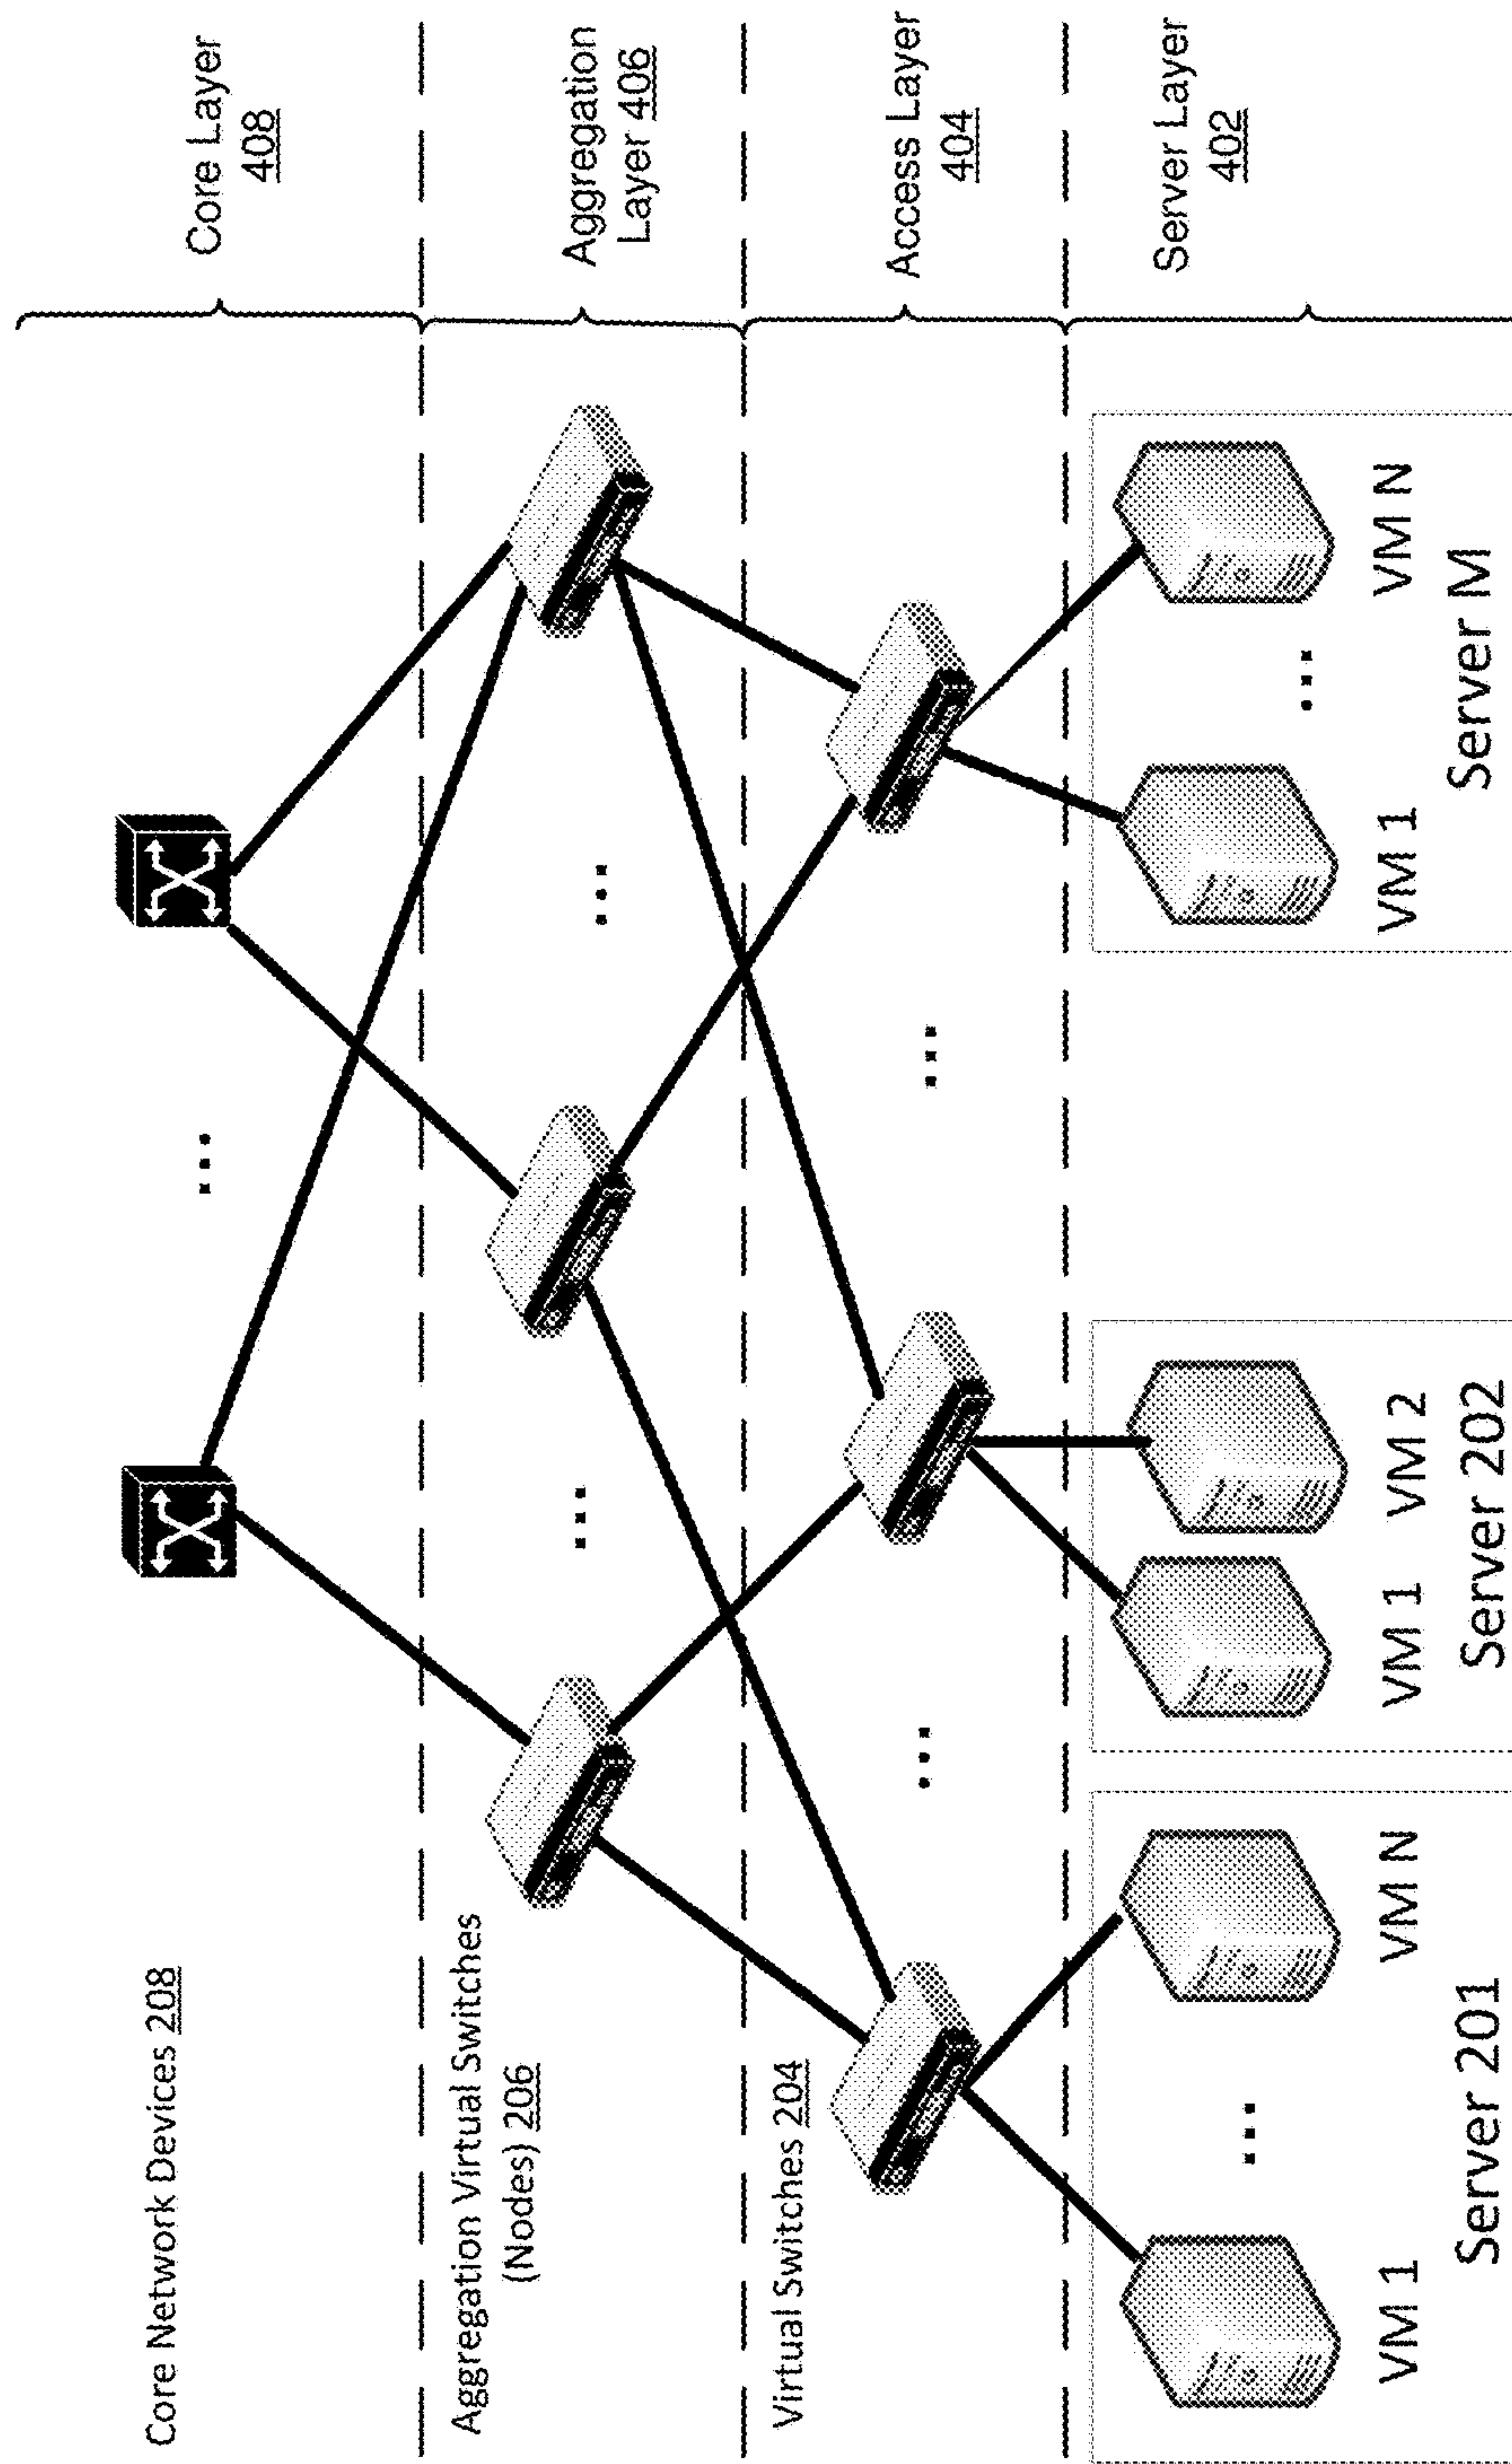 Core Network Devices 208
Core Layer
408
...
Aggregation Virtual Switches
(Nodes) 206
Aggregation
Layer 406
...
...
Virtual Switches 204
Access Layer
404
...
...
Server Layer
402
...
...
VM 1
VM N
VM 1
VM 2
VM 1
VM N
Server 201
Server 202
Server M